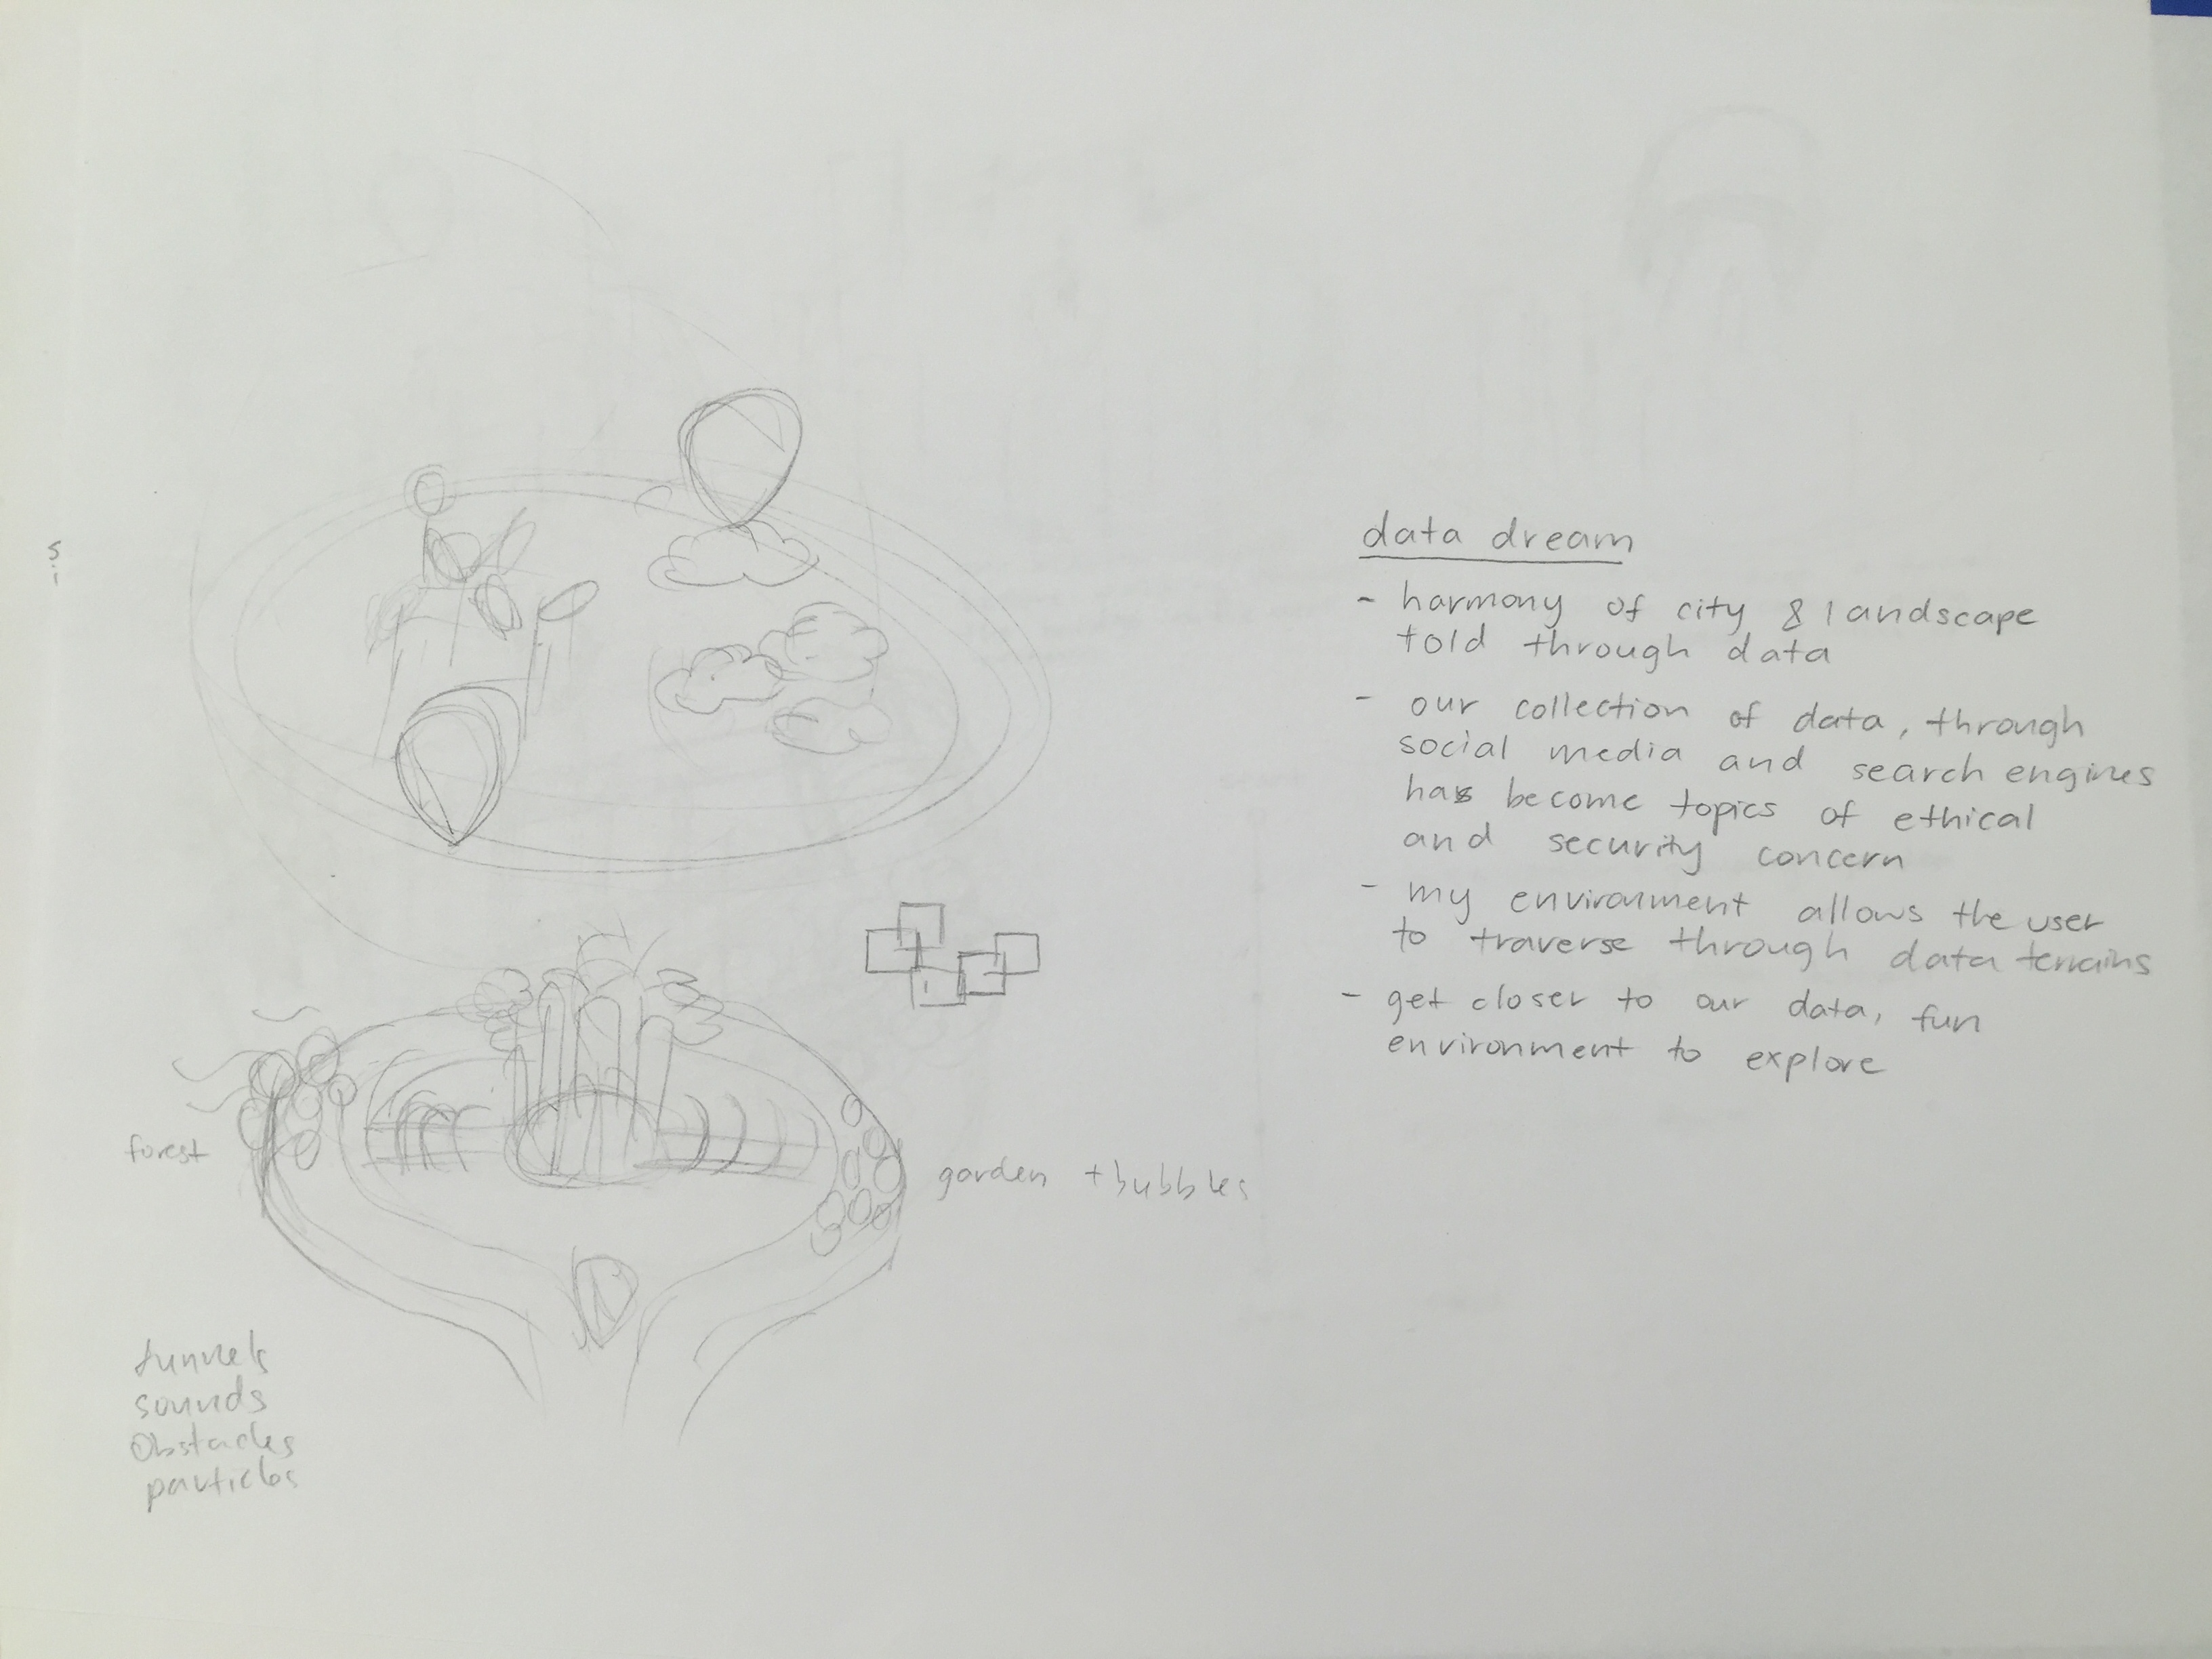 data dream
- harmony of city & landscape
told through data
- our collection of data, through
social media and search engines
has become topics of ethical
and security concern
- my environment allows the user
to traverse through data terrains
- get closer to our data, fun
environment to explore
forest
garden + bubbles
tunnels
sounds
Obstacles
particles